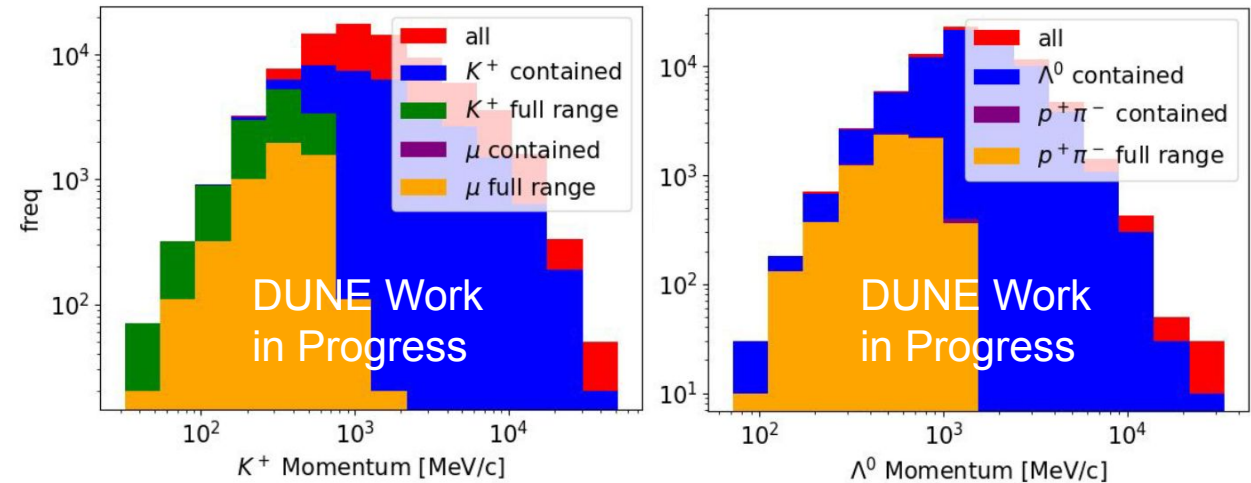 freq
10⁴
10³
10²
10²
10³
10⁴
K⁺ Momentum [MeV/c]
all
K⁺ contained
K⁺ full range
μ contained
μ full range
DUNE Work
in Progress
10⁴
10³
10²
10¹
10²
10³
10⁴
Λ⁰ Momentum [MeV/c]
all
Λ⁰ contained
p⁺π⁻ contained
p⁺π⁻ full range
DUNE Work
in Progress